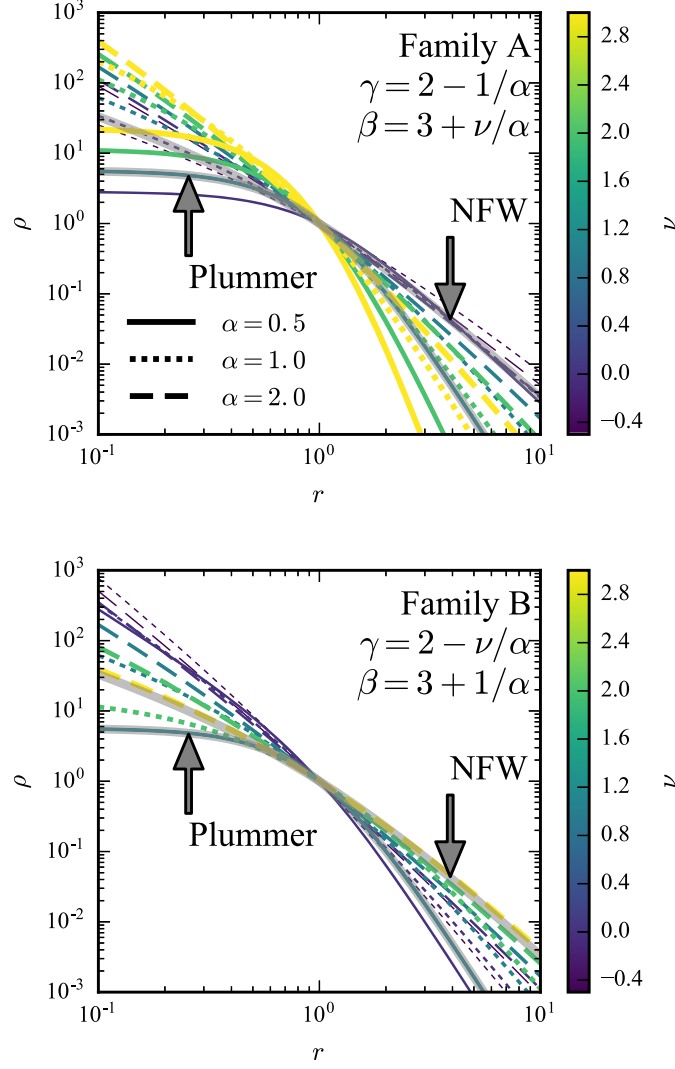 10^3
10^2
10^1
10^0
10^-1
10^-2
10^-3
ρ
Family A
γ = 2 − 1/α
β = 3 + ν/α
NFW
Plummer
α = 0.5
α = 1.0
α = 2.0
10^-1
10^0
10^1
r
2.8
2.4
2.0
1.6
1.2
0.8
0.4
0.0
−0.4
ν
10^3
10^2
10^1
10^0
10^-1
10^-2
10^-3
ρ
Family B
γ = 2 − ν/α
β = 3 + 1/α
NFW
Plummer
10^-1
10^0
10^1
r
2.8
2.4
2.0
1.6
1.2
0.8
0.4
0.0
−0.4
ν